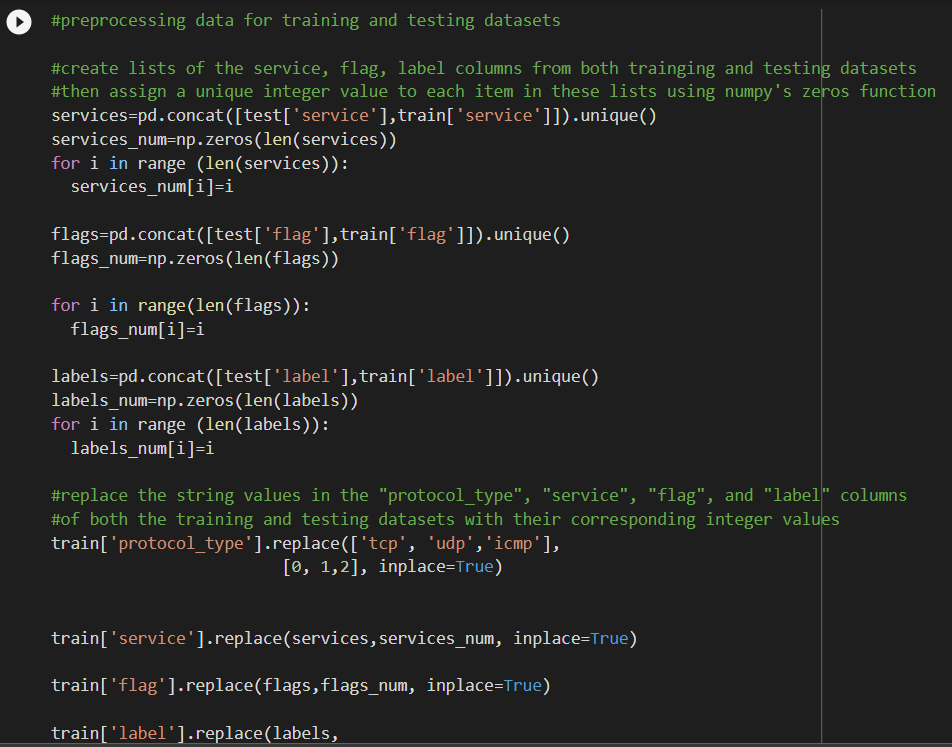 #preprocessing data for training and testing datasets
#create lists of the service, flag, label columns from both trainging and testing datasets
#then assign a unique integer value to each item in these lists using numpy's zeros function
services=pd.concat([test['service'],train['service']]).unique()
services_num=np.zeros(len(services))
for i in range (len(services)):
  services_num[i]=i
flags=pd.concat([test['flag'],train['flag']]).unique()
flags_num=np.zeros(len(flags))
for i in range(len(flags)):
  flags_num[i]=i
labels=pd.concat([test['label'],train['label']]).unique()
labels_num=np.zeros(len(labels))
for i in range (len(labels)):
  labels_num[i]=i
#replace the string values in the "protocol_type", "service", "flag", and "label" columns
#of both the training and testing datasets with their corresponding integer values
train['protocol_type'].replace(['tcp', 'udp','icmp'],
                        [0, 1,2], inplace=True)
train['service'].replace(services,services_num, inplace=True)
train['flag'].replace(flags,flags_num, inplace=True)
train['label'].replace(labels,